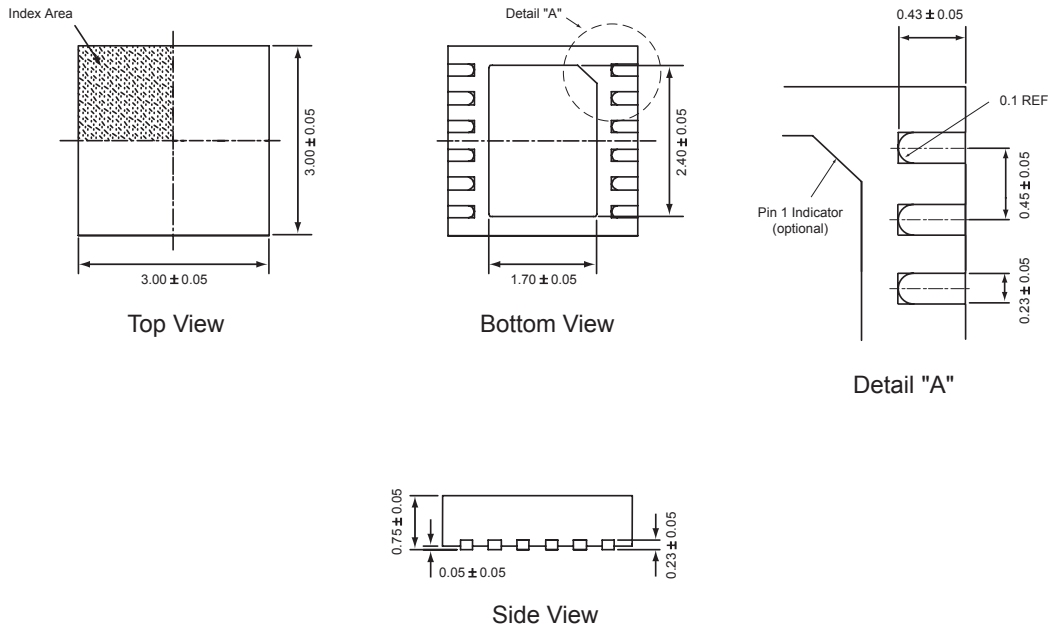 Index Area
3.00 ± 0.05
3.00 ± 0.05
Top View
Detail "A"
2.40 ± 0.05
1.70 ± 0.05
Bottom View
0.43 ± 0.05
0.1 REF
0.45 ± 0.05
Pin 1 Indicator
(optional)
0.23 ± 0.05
Detail "A"
0.75 ± 0.05
0.05 ± 0.05
0.23 ± 0.05
Side View